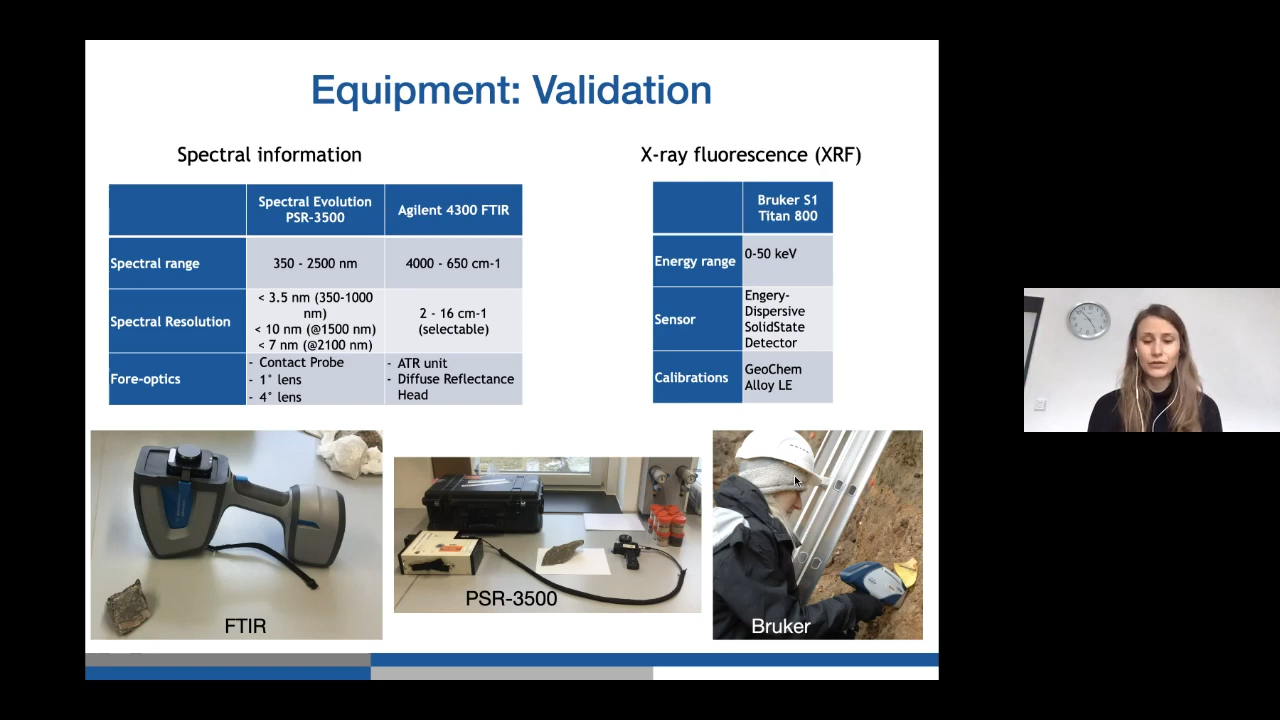 Equipment: Validation
Spectral information
Spectral Evolution
PSR-3500
Agilent 4300 FTIR
Spectral range
350 - 2500 nm
4000 - 650 cm-1
Spectral Resolution
< 3.5 nm (350-1000
nm)
< 10 nm (@1500 nm)
< 7 nm (@2100 nm)
2 - 16 cm-1
(selectable)
Fore-optics
- Contact Probe
- 1° lens
- 4° lens
- ATR unit
- Diffuse Reflectance
Head
X-ray fluorescence (XRF)
Bruker S1
Titan 800
Energy range
0-50 keV
Sensor
Engery-
Dispersive
SolidState
Detector
Calibrations
GeoChem
Alloy LE
FTIR
PSR-3500
Bruker